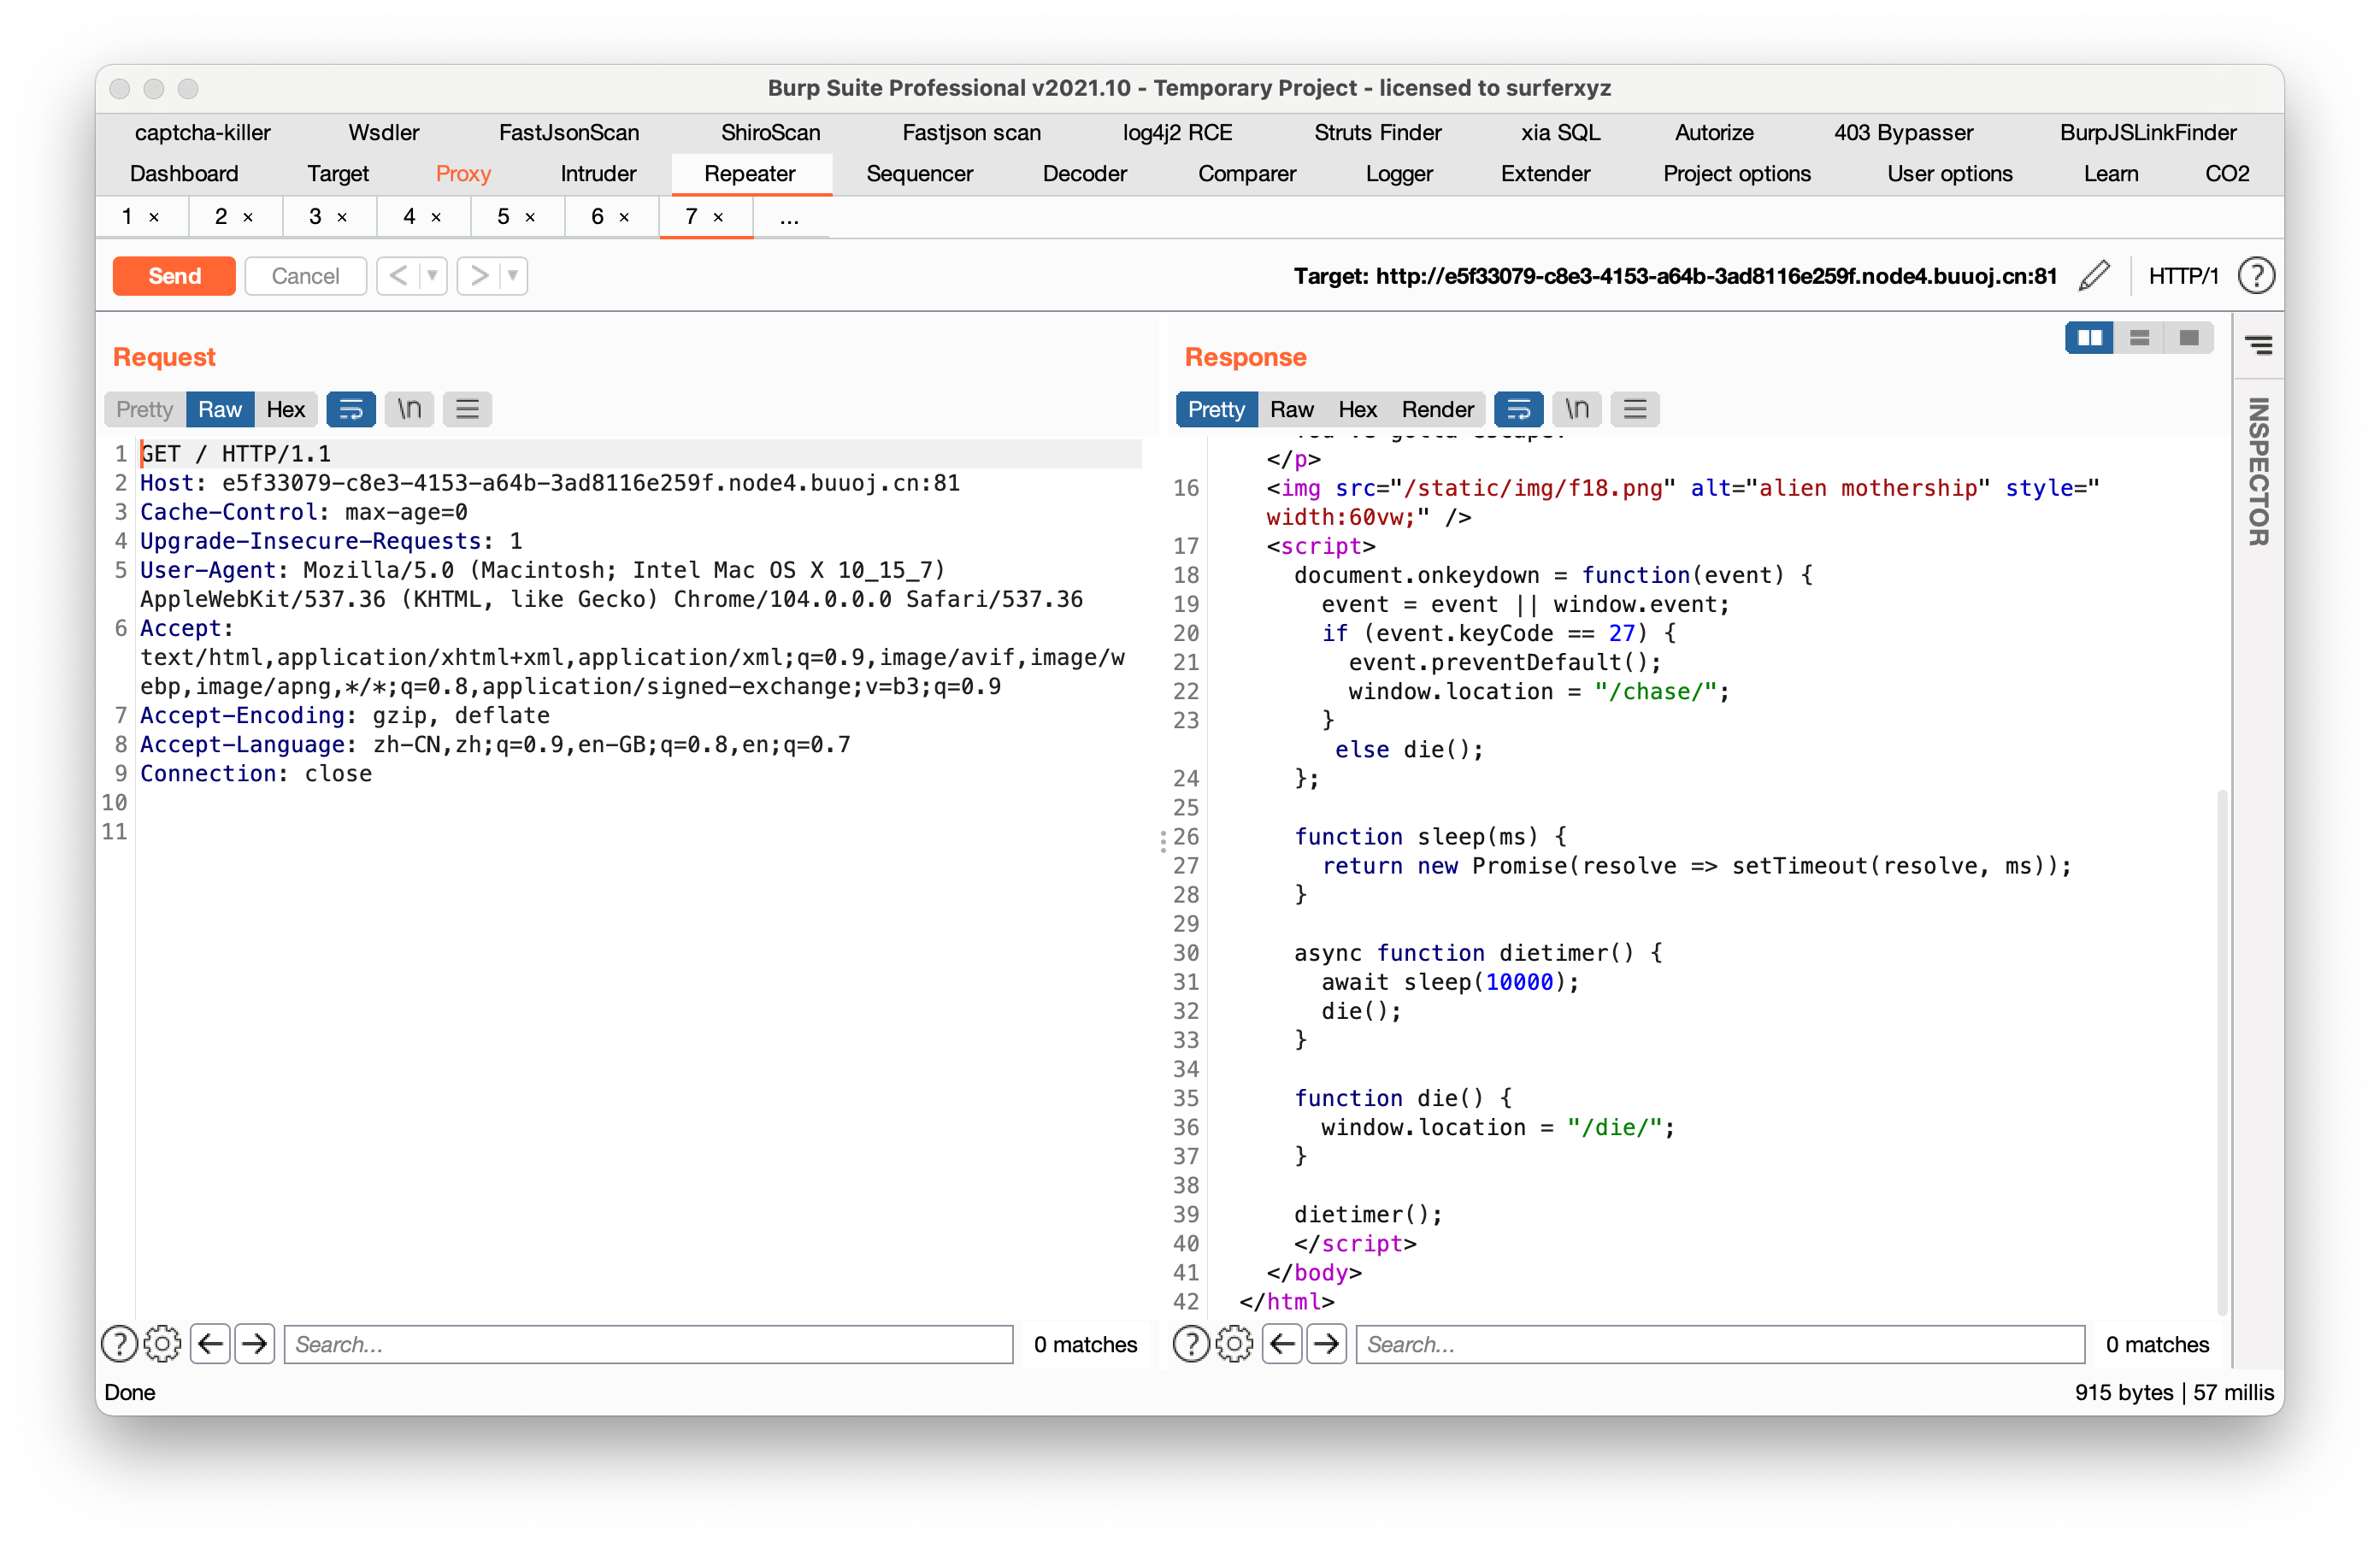 Burp Suite Professional v2021.10 - Temporary Project - licensed to surferxyz
captcha-killer Wsdler FastJsonScan ShiroScan Fastjson scan log4j2 RCE Struts Finder xia SQL Autorize 403 Bypasser BurpJSLinkFinder
Dashboard Target Proxy Intruder Repeater Sequencer Decoder Comparer Logger Extender Project options User options Learn CO2
1 × 2 × 3 × 4 × 5 × 6 × 7 × ...
Send Cancel < > Target: http://e5f33079-c8e3-4153-a64b-3ad8116e259f.node4.buuoj.cn:81 HTTP/1 ?
Request
Pretty Raw Hex \n
1 GET / HTTP/1.1
2 Host: e5f33079-c8e3-4153-a64b-3ad8116e259f.node4.buuoj.cn:81
3 Cache-Control: max-age=0
4 Upgrade-Insecure-Requests: 1
5 User-Agent: Mozilla/5.0 (Macintosh; Intel Mac OS X 10_15_7)
AppleWebKit/537.36 (KHTML, like Gecko) Chrome/104.0.0.0 Safari/537.36
6 Accept:
text/html,application/xhtml+xml,application/xml;q=0.9,image/avif,image/w
ebp,image/apng,*/*;q=0.8,application/signed-exchange;v=b3;q=0.9
7 Accept-Encoding: gzip, deflate
8 Accept-Language: zh-CN,zh;q=0.9,en-GB;q=0.8,en;q=0.7
9 Connection: close
10
11
? Search... 0 matches
Response
Pretty Raw Hex Render \n
</p>
16 <img src="/static/img/f18.png" alt="alien mothership" style="
width:60vw;" />
17 <script>
18 document.onkeydown = function(event) {
19 event = event || window.event;
20 if (event.keyCode == 27) {
21 event.preventDefault();
22 window.location = "/chase/";
23 }
else die();
24 };
25
26 function sleep(ms) {
27 return new Promise(resolve => setTimeout(resolve, ms));
28 }
29
30 async function dietimer() {
31 await sleep(10000);
32 die();
33 }
34
35 function die() {
36 window.location = "/die/";
37 }
38
39 dietimer();
40 </script>
41 </body>
42 </html>
? Search... 0 matches
INSPECTOR
Done
915 bytes | 57 millis